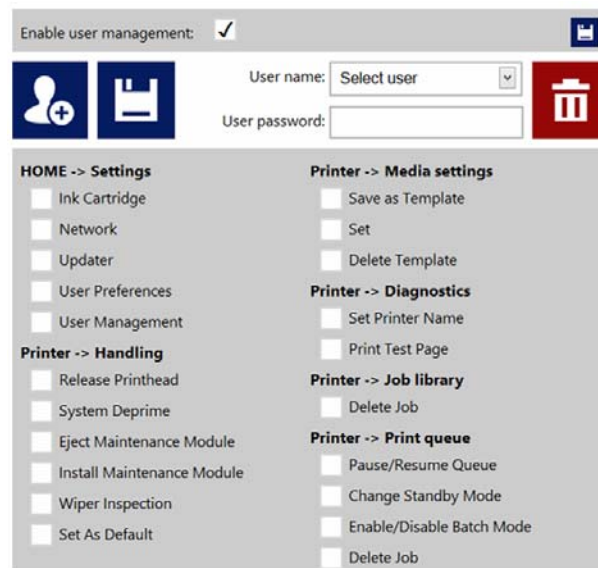 Enable user management:
User name: Select user
User password:
HOME -> Settings
Ink Cartridge
Network
Updater
User Preferences
User Management
Printer -> Handling
Release Printhead
System Deprime
Eject Maintenance Module
Install Maintenance Module
Wiper Inspection
Set As Default
Printer -> Media settings
Save as Template
Set
Delete Template
Printer -> Diagnostics
Set Printer Name
Print Test Page
Printer -> Job library
Delete Job
Printer -> Print queue
Pause/Resume Queue
Change Standby Mode
Enable/Disable Batch Mode
Delete Job